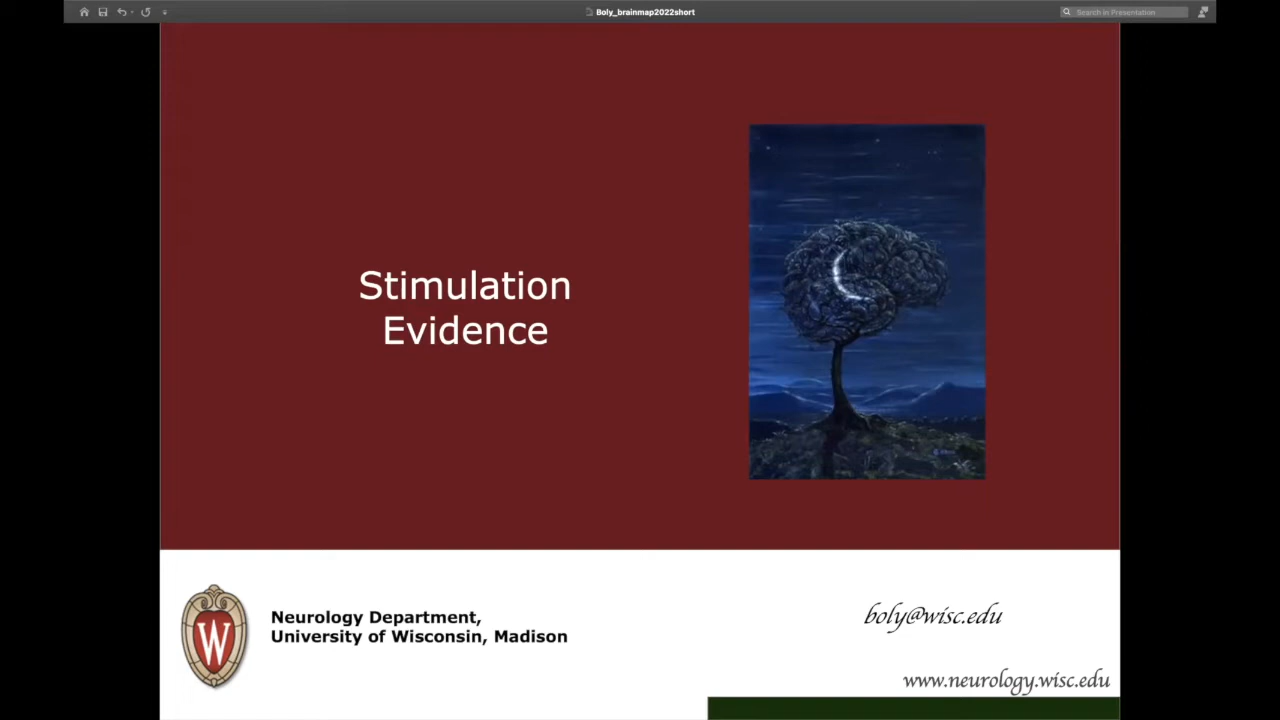 Boly_brainmap2022short
Search in Presentation
Stimulation
Evidence
W
Neurology Department,
University of Wisconsin, Madison
boly@wisc.edu
www.neurology.wisc.edu